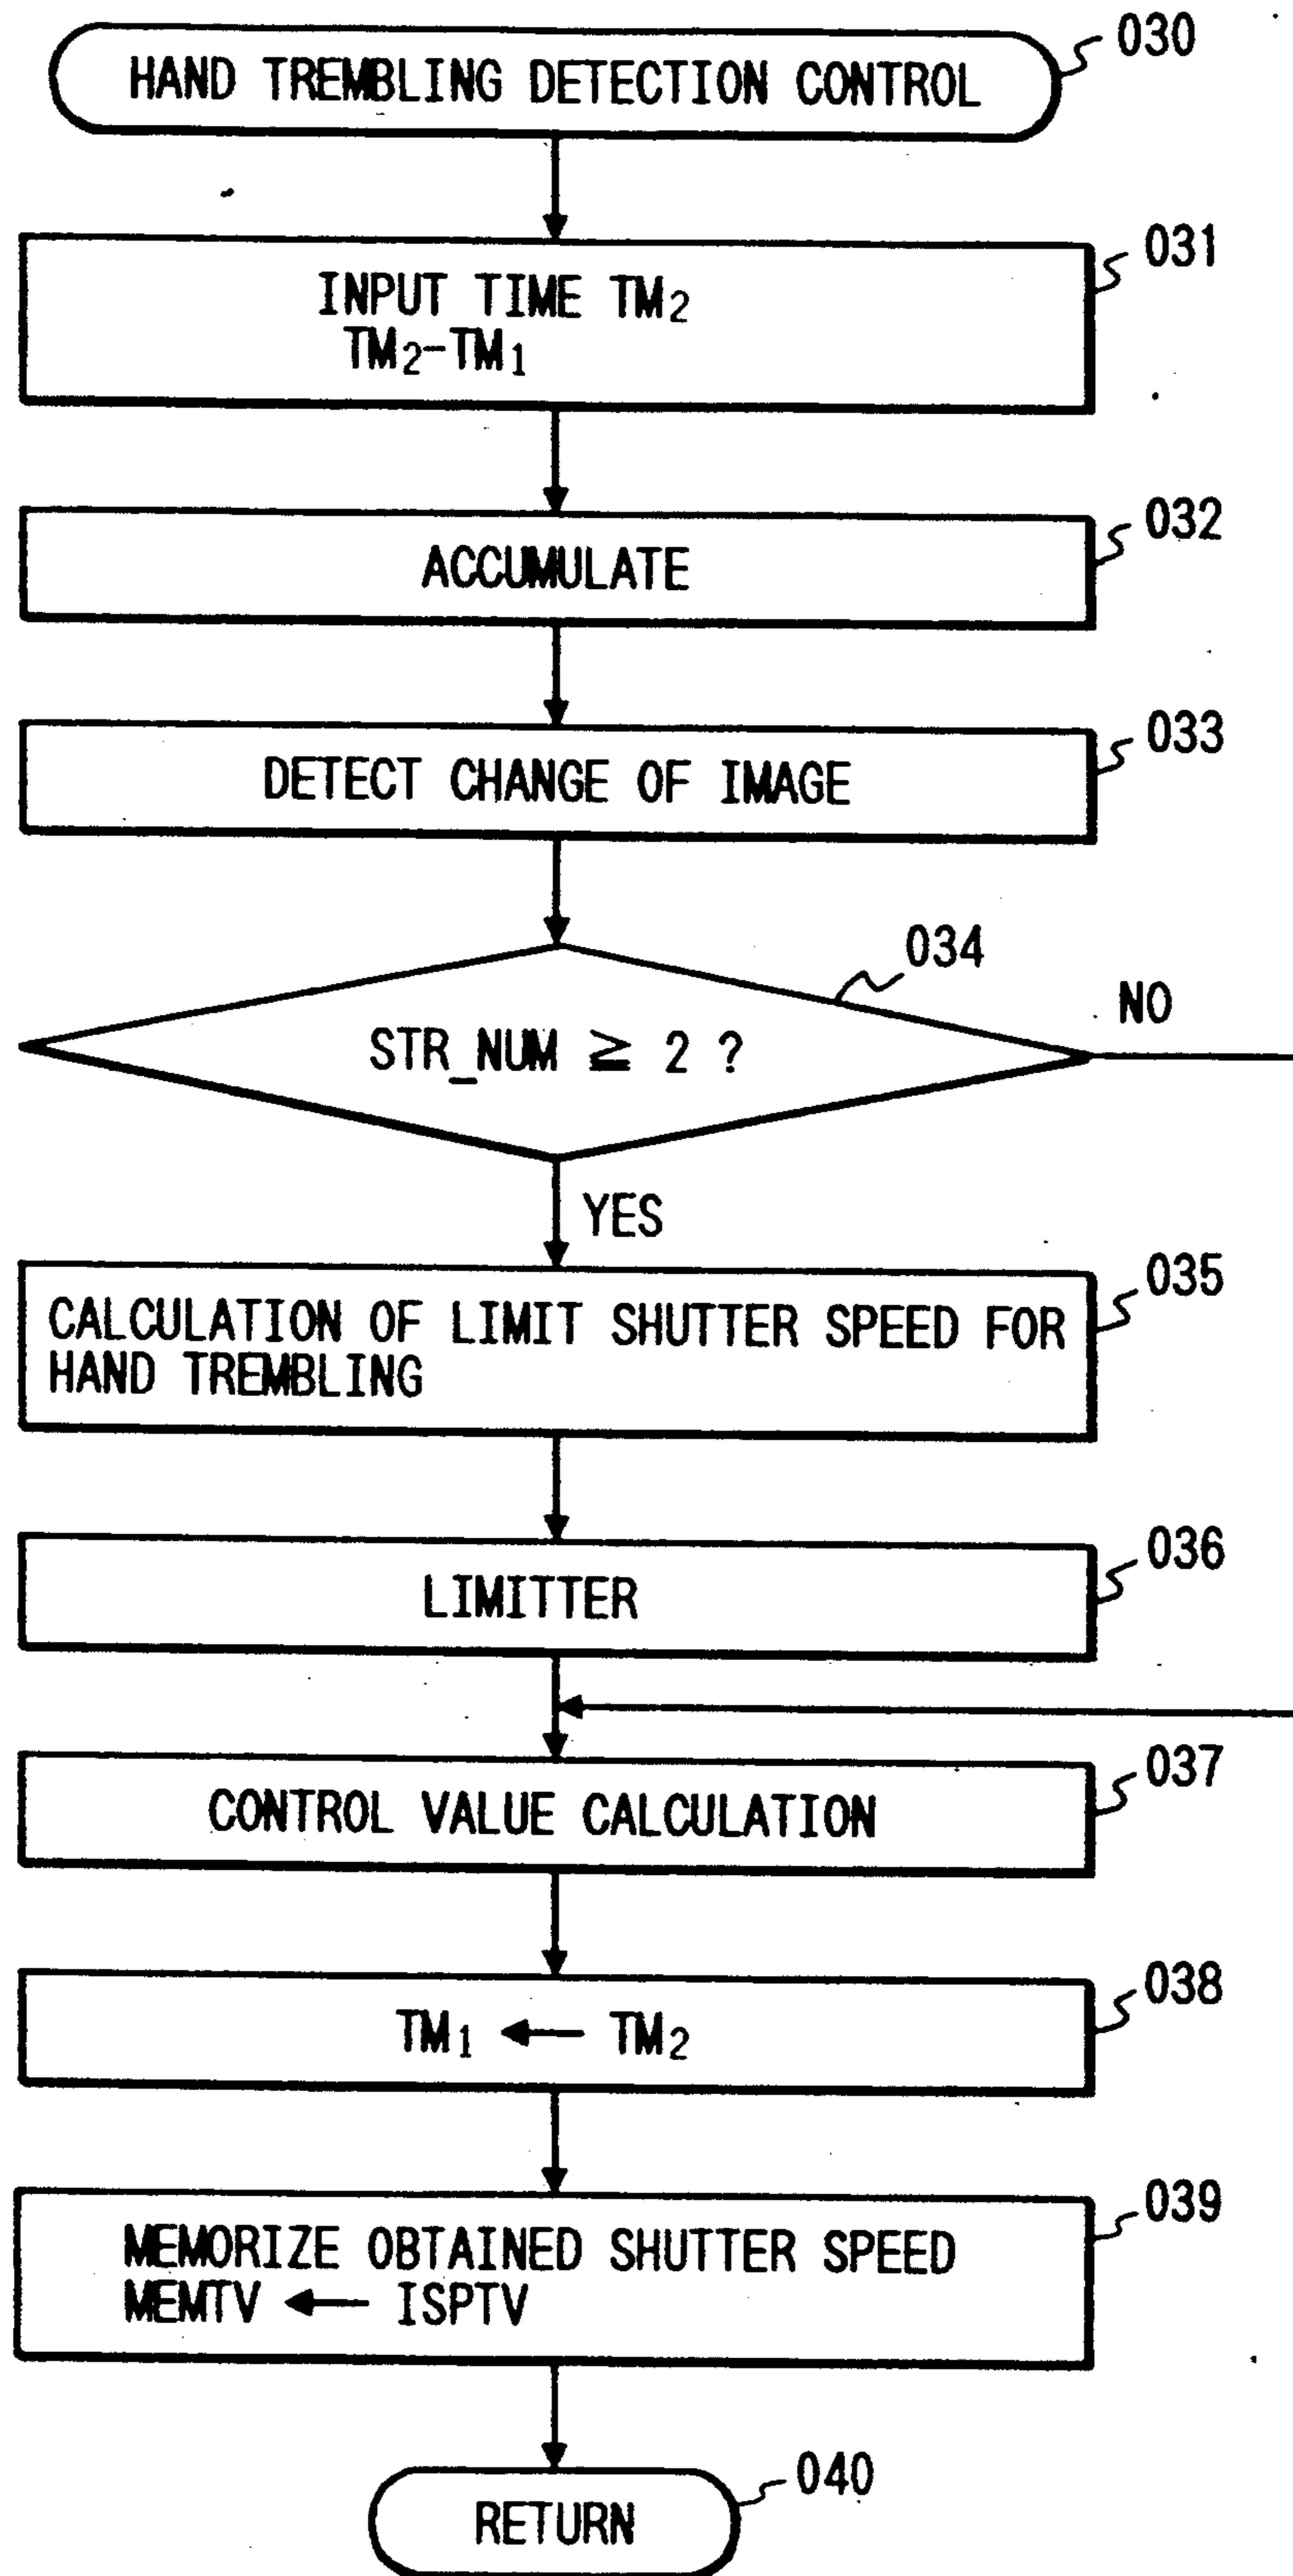 HAND TREMBLING DETECTION CONTROL
030
INPUT TIME TM₂
TM₂-TM₁
031
ACCUMULATE
032
DETECT CHANGE OF IMAGE
033
034
STR_NUM ≧ 2 ?
NO
YES
CALCULATION OF LIMIT SHUTTER SPEED FOR
HAND TREMBLING
035
LIMITTER
036
CONTROL VALUE CALCULATION
037
TM₁ ← TM₂
038
MEMORIZE OBTAINED SHUTTER SPEED
MEMTV ← ISPTV
039
RETURN
040